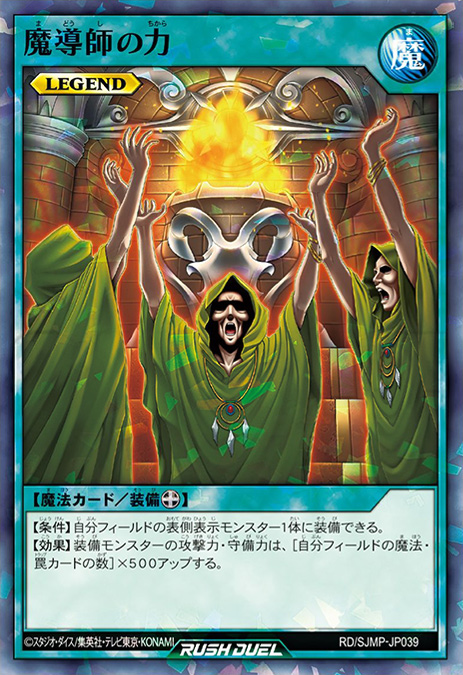 魔導師の力
魔
LEGEND
【魔法カード/装備】
【条件】自分フィールドの表側表示モンスター1体に装備できる。
【効果】装備モンスターの攻撃力・守備力は、[自分フィールドの魔法・
罠カードの数]×500アップする。
©スタジオ・ダイス/集英社・テレビ東京・KONAMI
RUSH DUEL
RD/SJMP-JP039